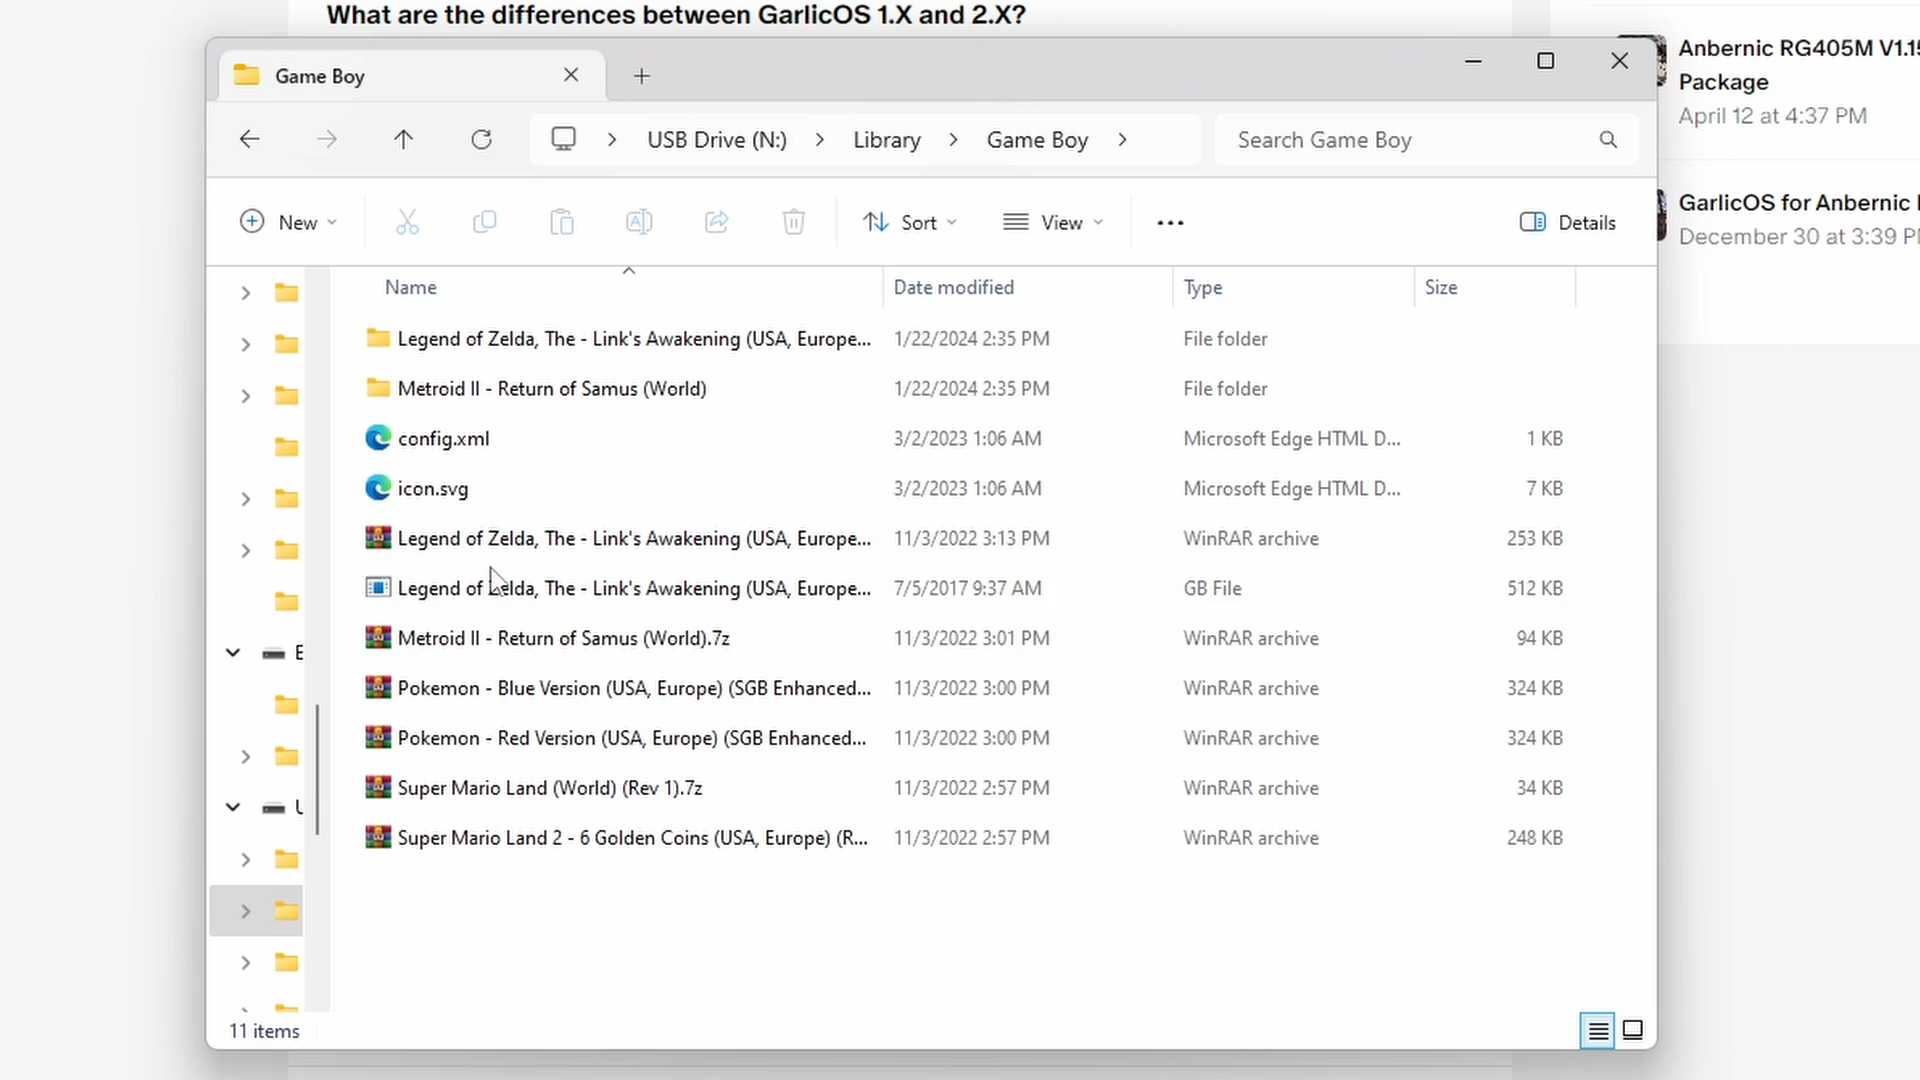 What are the differences between GarlicOS 1.X and 2.X?
Game Boy
Anbernic RG405M V1.15
Package
April 12 at 4:37 PM
USB Drive (N:) Library Game Boy
Search Game Boy
GarlicOS for Anbernic
December 30 at 3:39
New
Sort
View
Details
Name Date modified Type Size
Legend of Zelda, The - Link's Awakening (USA, Europe... 1/22/2024 2:35 PM File folder
Metroid II - Return of Samus (World) 1/22/2024 2:35 PM File folder
config.xml 3/2/2023 1:06 AM Microsoft Edge HTML D... 1 KB
icon.svg 3/2/2023 1:06 AM Microsoft Edge HTML D... 7 KB
Legend of Zelda, The - Link's Awakening (USA, Europe... 11/3/2022 3:13 PM WinRAR archive 253 KB
Legend of Zelda, The - Link's Awakening (USA, Europe... 7/5/2017 9:37 AM GB File 512 KB
Metroid II - Return of Samus (World).7z 11/3/2022 3:01 PM WinRAR archive 94 KB
Pokemon - Blue Version (USA, Europe) (SGB Enhanced... 11/3/2022 3:00 PM WinRAR archive 324 KB
Pokemon - Red Version (USA, Europe) (SGB Enhanced... 11/3/2022 3:00 PM WinRAR archive 324 KB
Super Mario Land (World) (Rev 1).7z 11/3/2022 2:57 PM WinRAR archive 34 KB
Super Mario Land 2 - 6 Golden Coins (USA, Europe) (R... 11/3/2022 2:57 PM WinRAR archive 248 KB
11 items